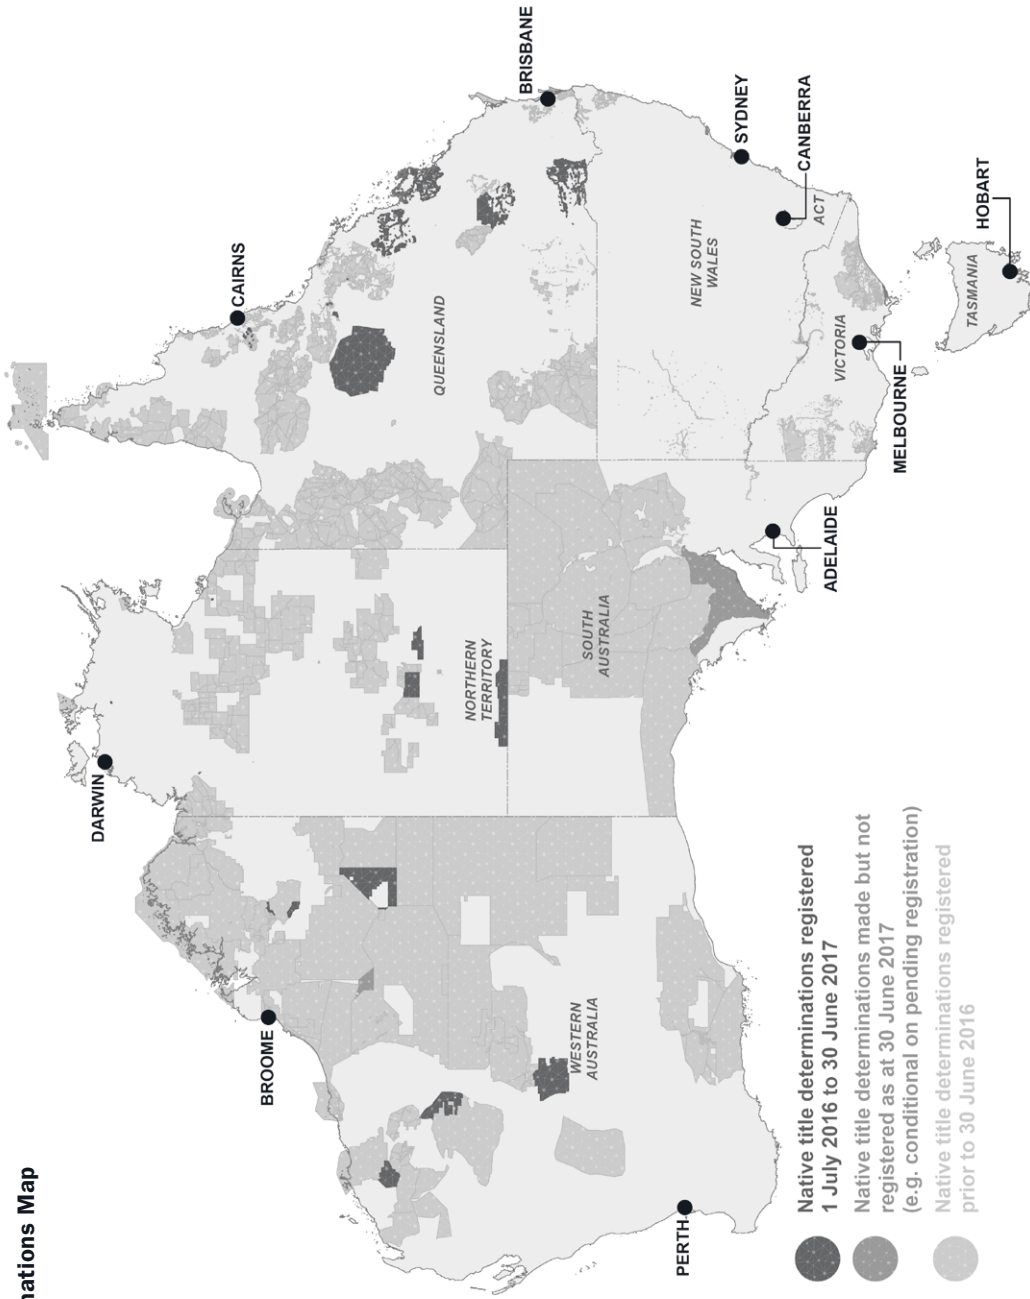 nations Map
DARWIN
BROOME
PERTH
CAIRNS
BRISBANE
SYDNEY
CANBERRA
ACT
HOBART
TASMANIA
MELBOURNE
VICTORIA
ADELAIDE
NEW SOUTH
WALES
QUEENSLAND
NORTHERN
TERRITORY
SOUTH
AUSTRALIA
WESTERN
AUSTRALIA
Native title determinations registered
1 July 2016 to 30 June 2017
Native title determinations made but not
registered as at 30 June 2017
(e.g. conditional on pending registration)
Native title determinations registered
prior to 30 June 2016